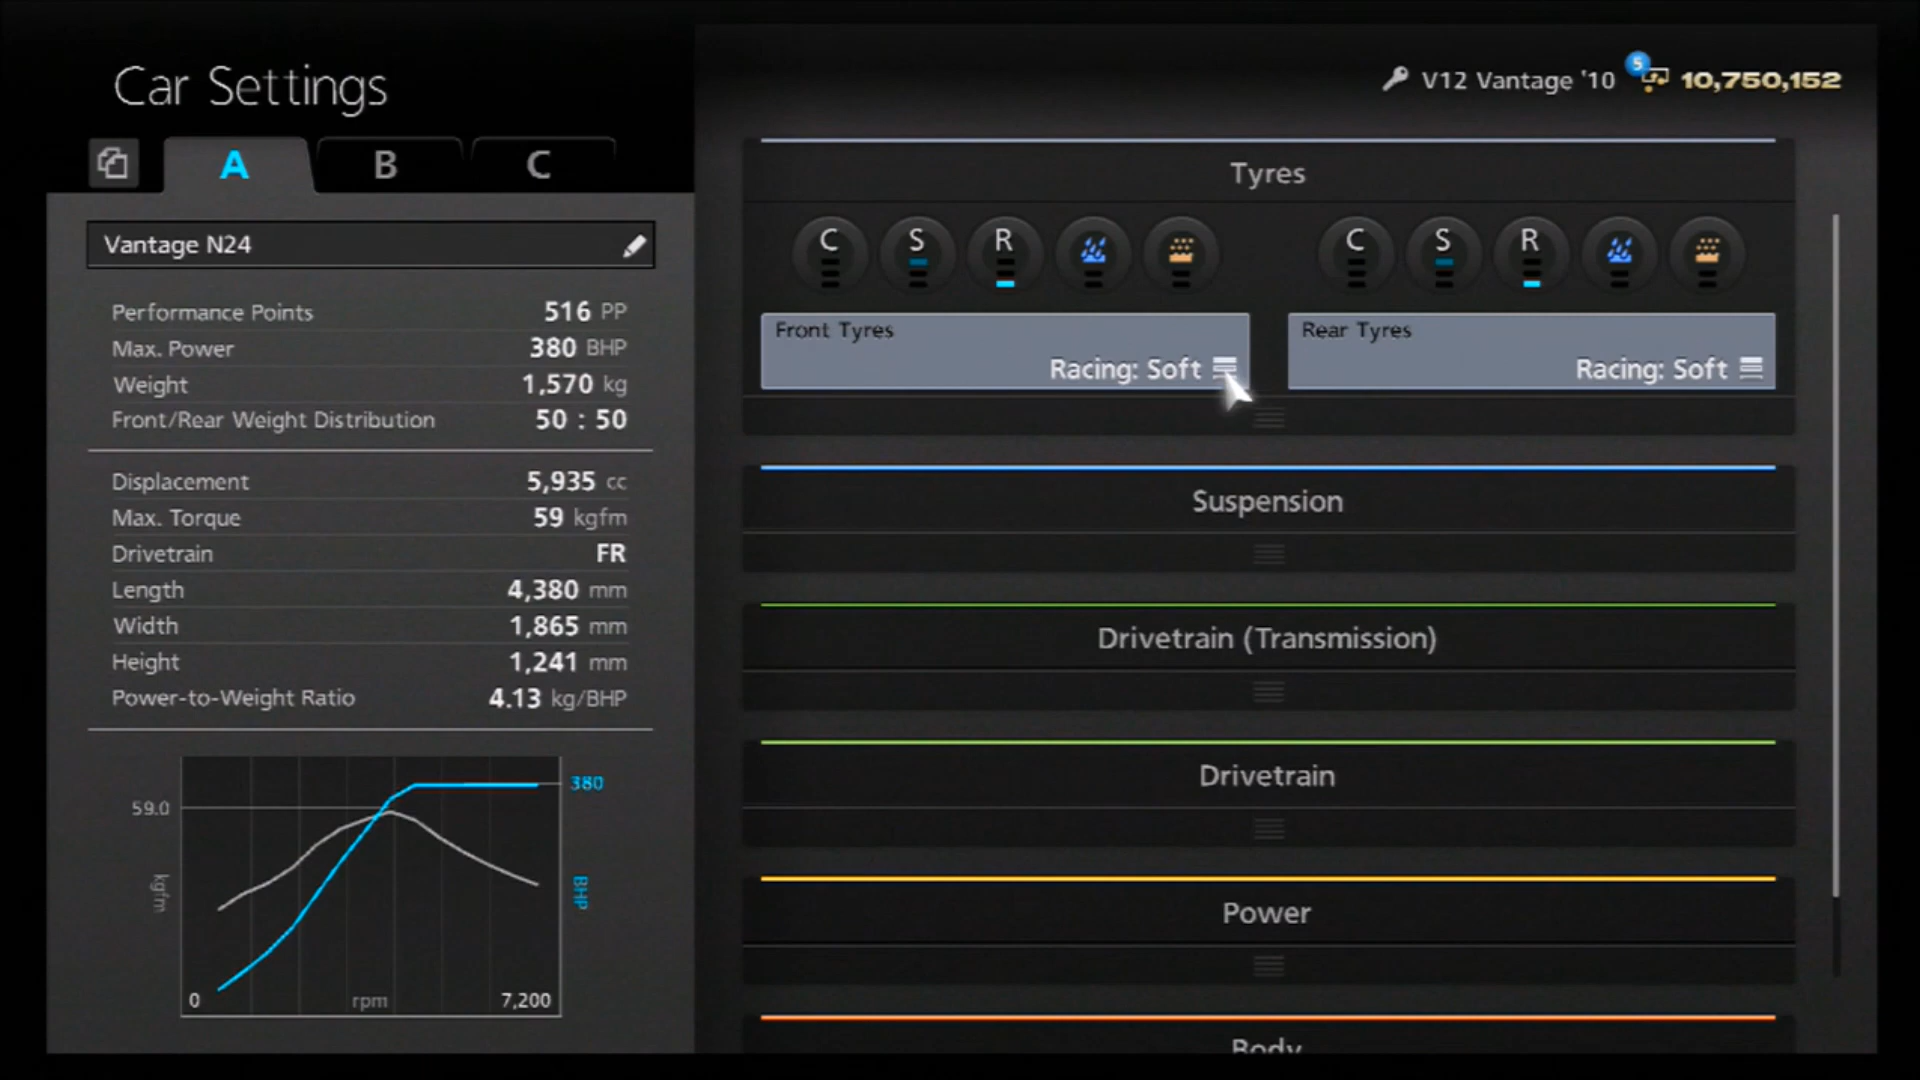 Car Settings
V12 Vantage '10
5
10,750,152
A
B
C
Vantage N24
Performance Points 516 PP
Max. Power 380 BHP
Weight 1,570 kg
Front/Rear Weight Distribution 50 : 50
Displacement 5,935 cc
Max. Torque 59 kgfm
Drivetrain FR
Length 4,380 mm
Width 1,865 mm
Height 1,241 mm
Power-to-Weight Ratio 4.13 kg/BHP
380
59.0
kgfm
BHP
0 rpm 7,200
Tyres
C S R C S R
Front Tyres
Racing: Soft
Rear Tyres
Racing: Soft
Suspension
Drivetrain (Transmission)
Drivetrain
Power
Body